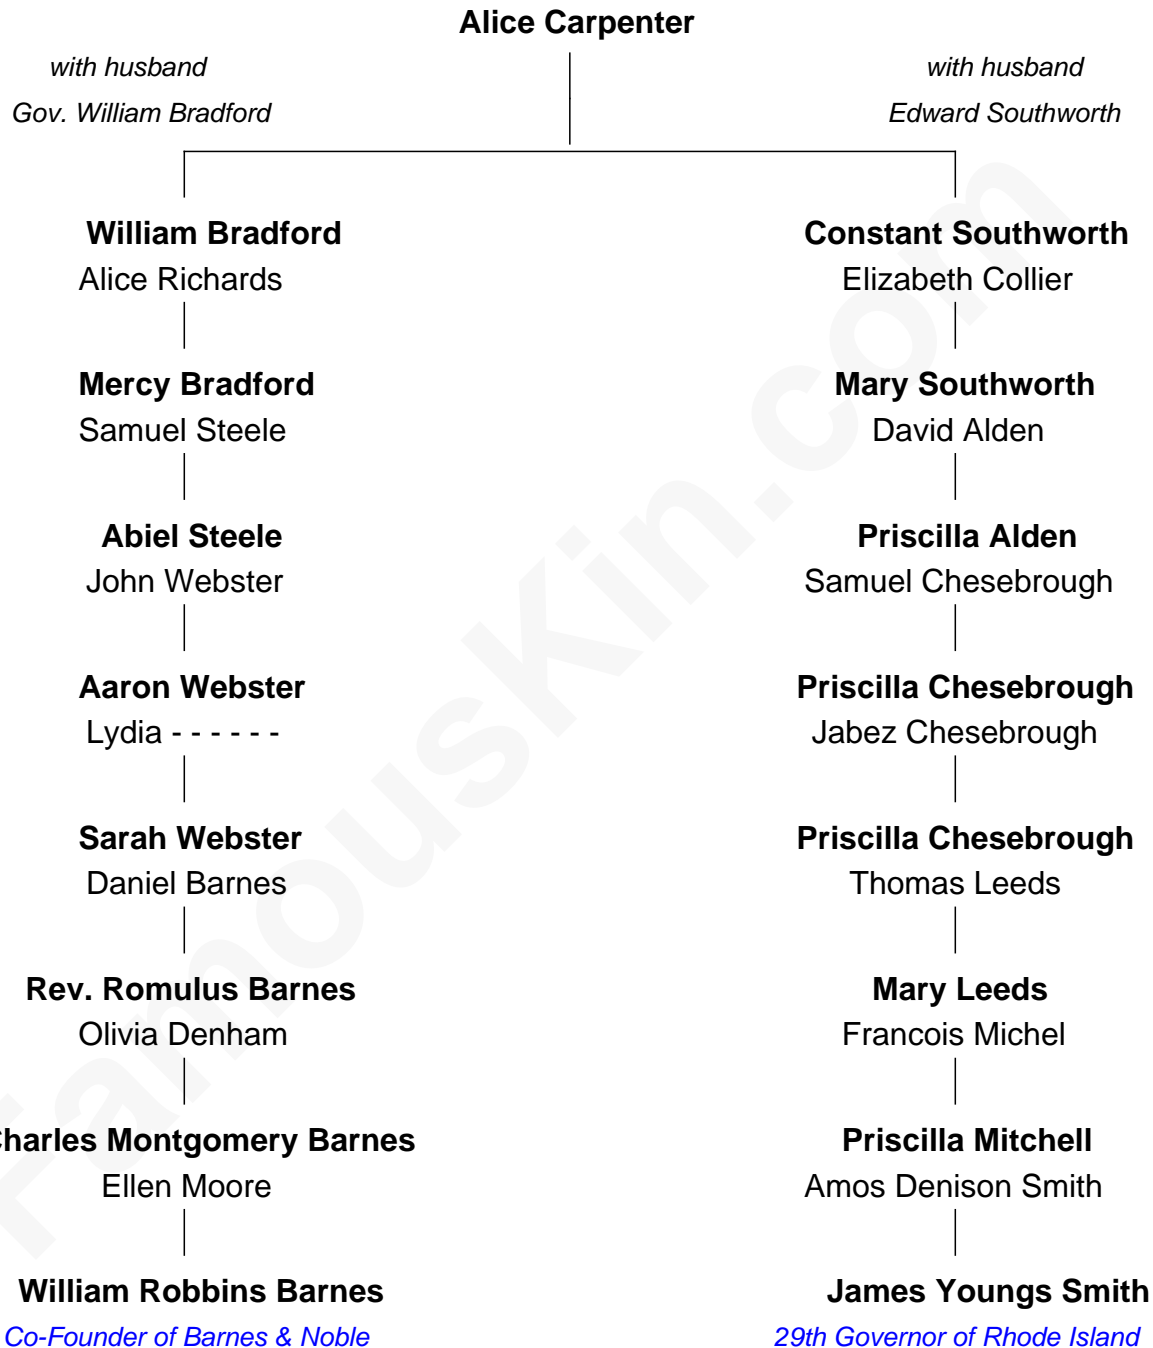 Alice Carpenter
with husband
Gov. William Bradford
with husband
Edward Southworth
William Bradford
Alice Richards
Constant Southworth
Elizabeth Collier
Mercy Bradford
Samuel Steele
Mary Southworth
David Alden
Abiel Steele
John Webster
Priscilla Alden
Samuel Chesebrough
Aaron Webster
Lydia - - - - - -
Priscilla Chesebrough
Jabez Chesebrough
Sarah Webster
Daniel Barnes
Priscilla Chesebrough
Thomas Leeds
Rev. Romulus Barnes
Olivia Denham
Mary Leeds
Francois Michel
Charles Montgomery Barnes
Ellen Moore
Priscilla Mitchell
Amos Denison Smith
William Robbins Barnes
Co-Founder of Barnes & Noble
James Youngs Smith
29th Governor of Rhode Island
FamousKin.com